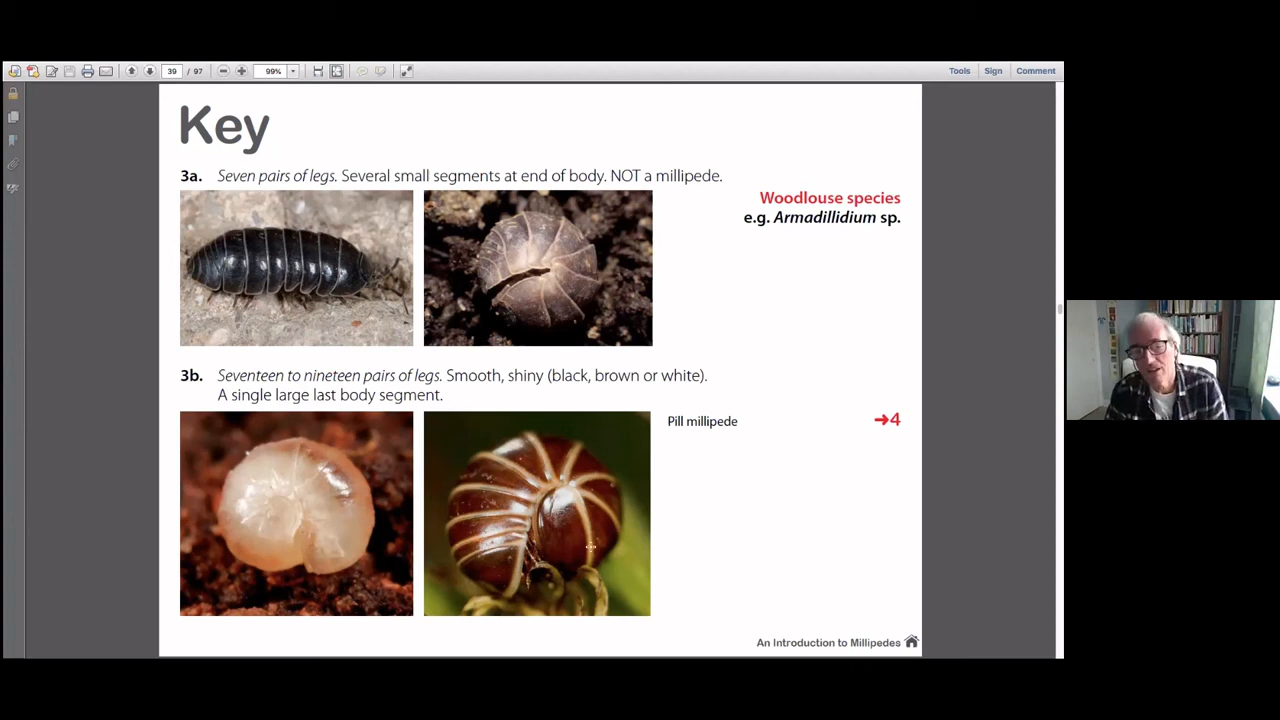 39 / 97
99%
Tools Sign Comment
Key
3a. Seven pairs of legs. Several small segments at end of body. NOT a millipede.
Woodlouse species
e.g. Armadillidium sp.
3b. Seventeen to nineteen pairs of legs. Smooth, shiny (black, brown or white).
A single large last body segment.
Pill millipede ➔4
An Introduction to Millipedes